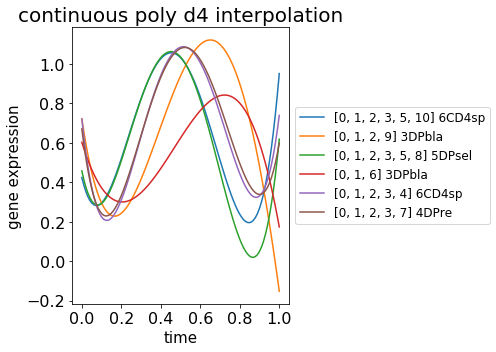 continuous poly d4 interpolation
gene expression
1.0
0.8
0.6
0.4
0.2
0.0
−0.2
0.0 0.2 0.4 0.6 0.8 1.0
time
[0, 1, 2, 3, 5, 10] 6CD4sp
[0, 1, 2, 9] 3DPbla
[0, 1, 2, 3, 5, 8] 5DPsel
[0, 1, 6] 3DPbla
[0, 1, 2, 3, 4] 6CD4sp
[0, 1, 2, 3, 7] 4DPre